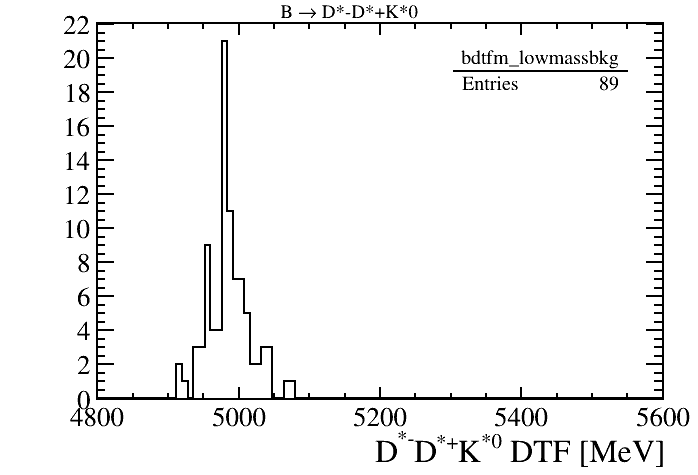 B → D*-D*+K*0
bdtfm_lowmassbkg
Entries 89
22
20
18
16
14
12
10
8
6
4
2
0
4800 5000 5200 5400 5600
D*-D*+K*0 DTF [MeV]